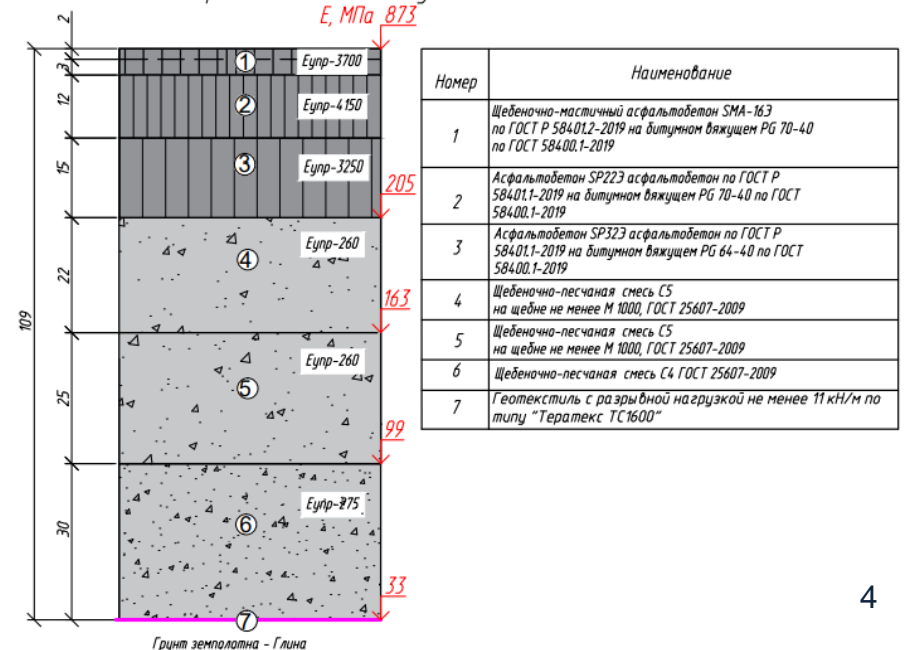 E, МПа 873
2
3
12
15
22
25
30
109
1
Еупр-3700
2
Еупр-4150
3
Еупр-3250
205
4
Еупр-260
163
5
Еупр-260
99
6
33
7
Грунт земполотна - Глина
Номер
Наименование
1
Щебеночно-мастичный асфальтобетон SMA-16Э
по ГОСТ Р 58401.2-2019 на битумном вяжущем PG 70-40
по ГОСТ 58400.1-2019
2
Асфальтобетон SP22Э асфальтобетон по ГОСТ Р
58401.1-2019 на битумном вяжущем PG 70-40 по ГОСТ
58400.1-2019
3
Асфальтобетон SP32Э асфальтобетон по ГОСТ Р
58401.1-2019 на битумном вяжущем PG 64-40 по ГОСТ
58400.1-2019
4
Щебеночно-песчаная смесь С5
на щебне не менее М 1000, ГОСТ 25607-2009
5
Щебеночно-песчаная смесь С5
на щебне не менее М 1000, ГОСТ 25607-2009
6
Щебеночно-песчаная смесь С4 ГОСТ 25607-2009
7
Геотекстиль с разрывной нагрузкой не менее 11 кН/м по
типу "Тератекс ТС1600"
4